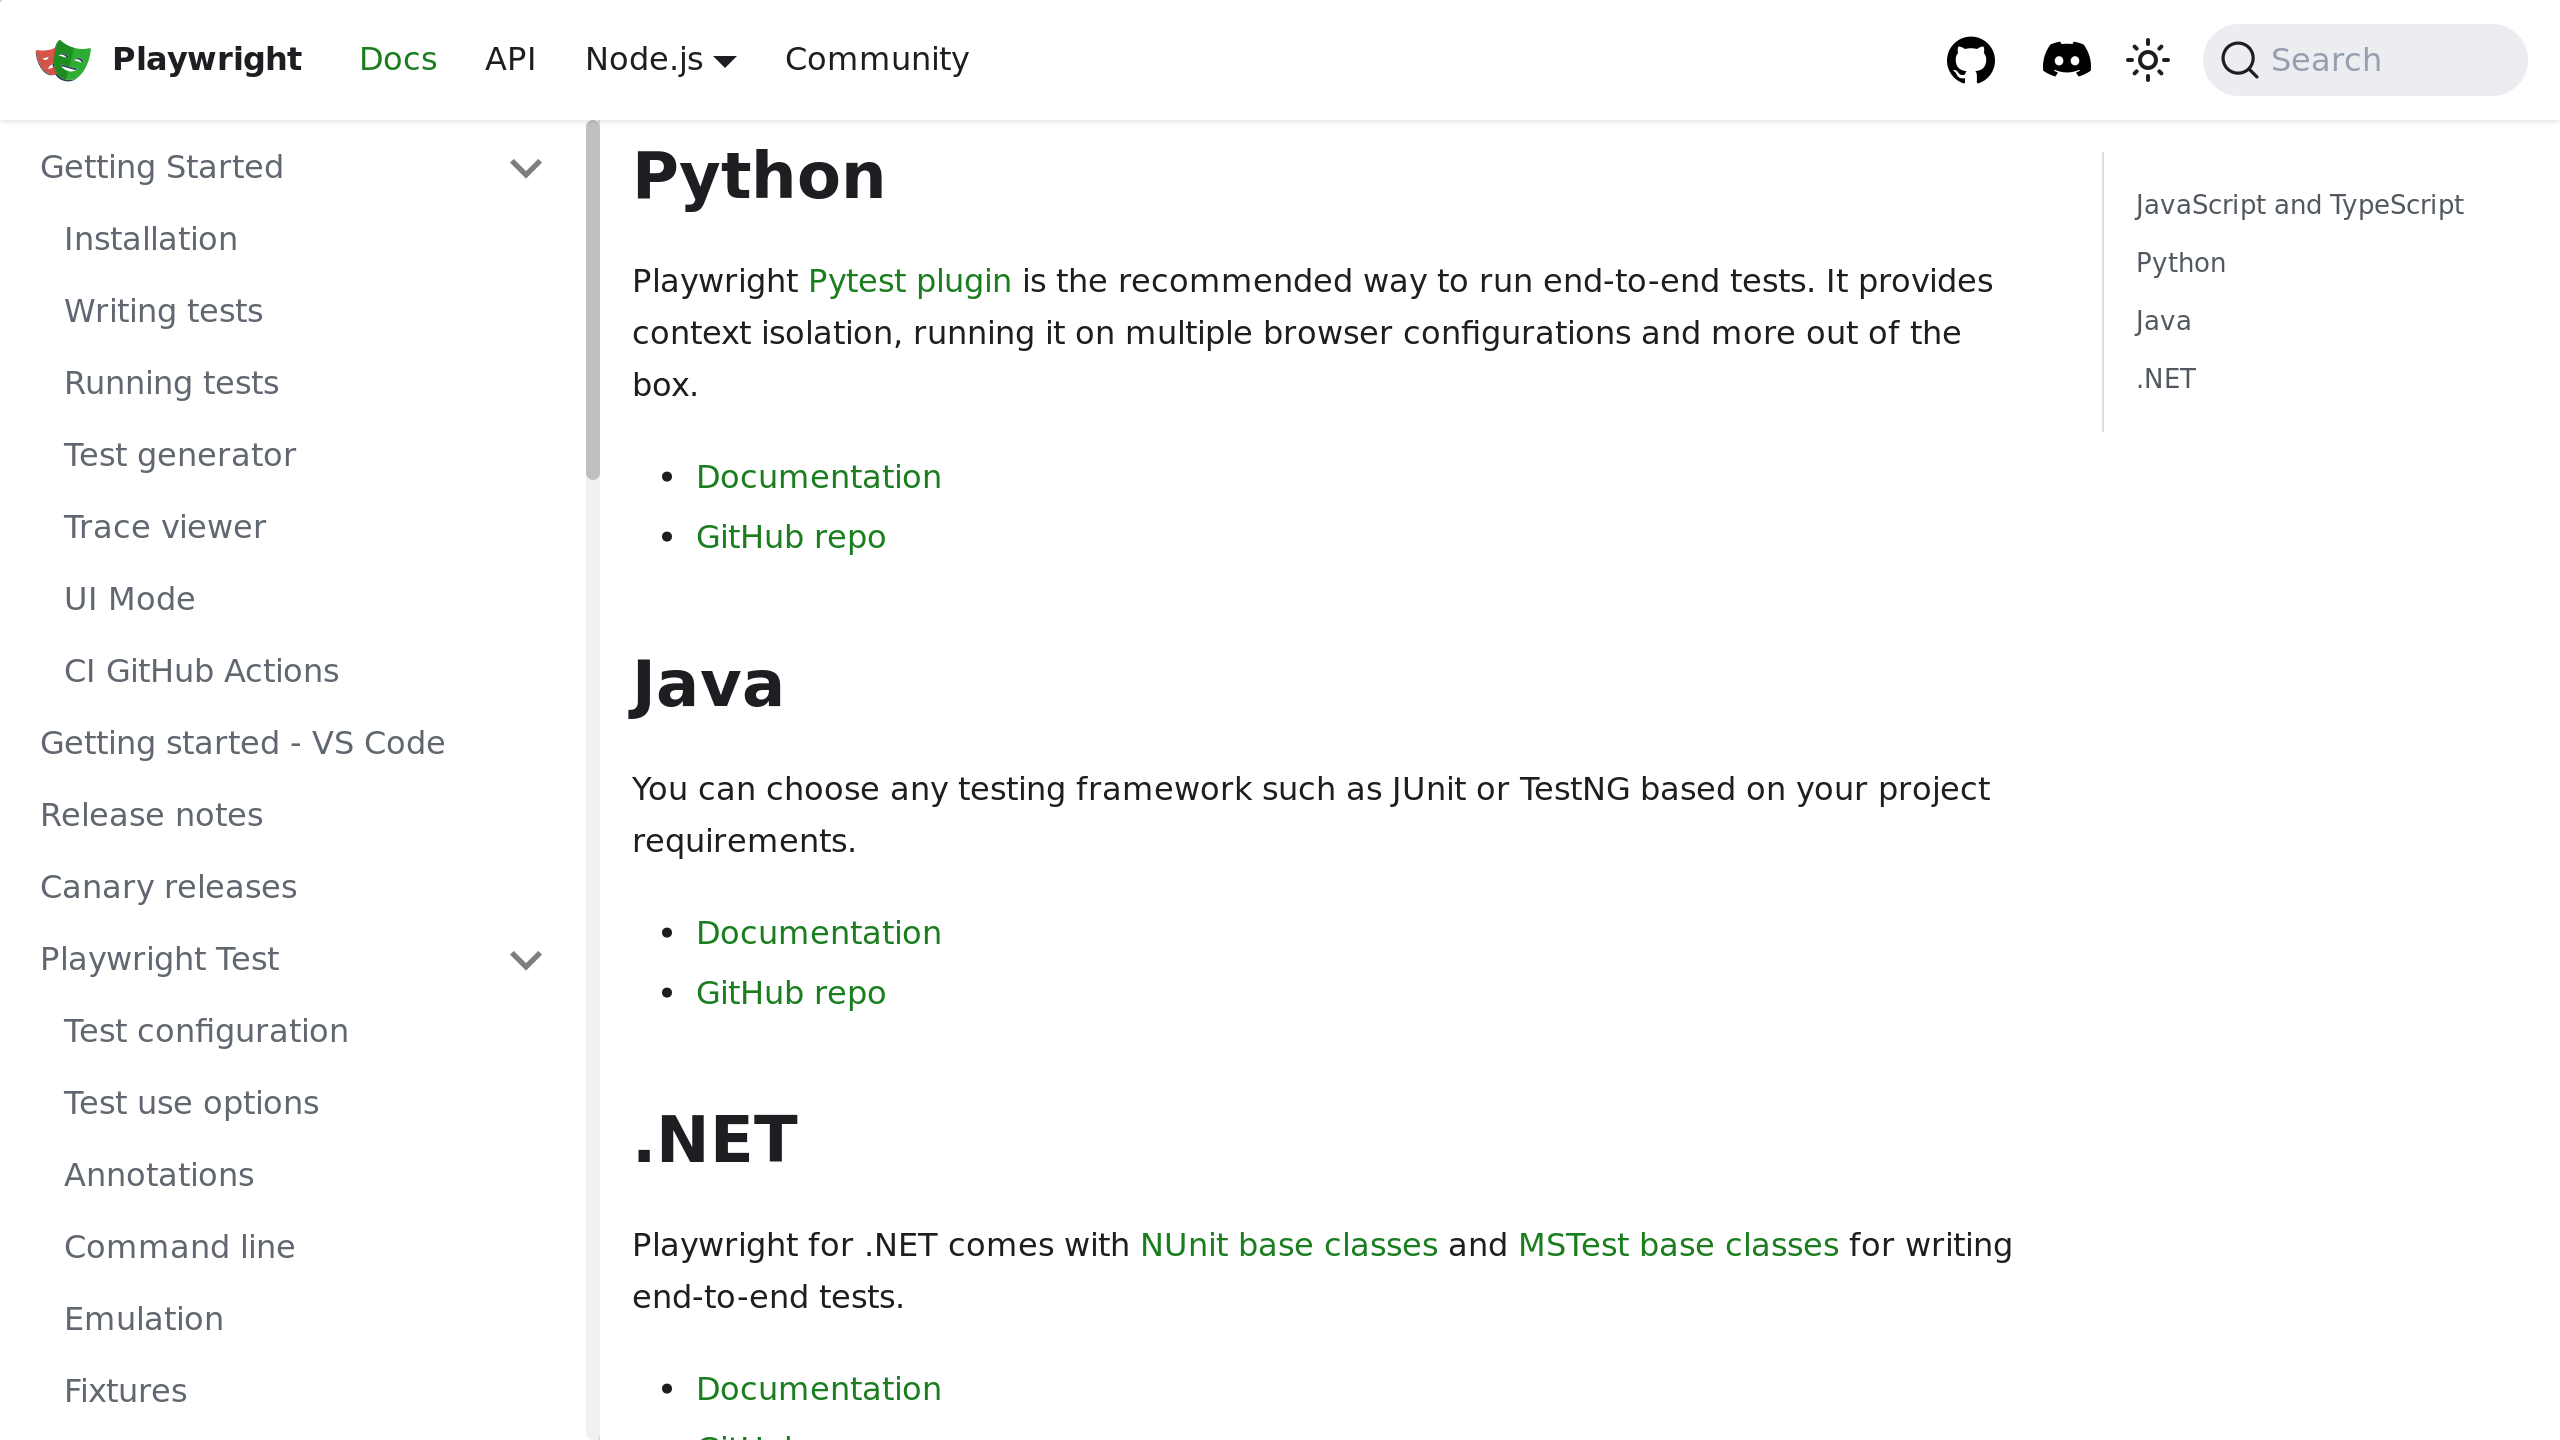 Playwright Docs API Node.js Community Search
Getting Started
Installation
Writing tests
Running tests
Test generator
Trace viewer
UI Mode
CI GitHub Actions
Getting started - VS Code
Release notes
Canary releases
Playwright Test
Test configuration
Test use options
Annotations
Command line
Emulation
Fixtures
Python
Playwright Pytest plugin is the recommended way to run end-to-end tests. It provides
context isolation, running it on multiple browser configurations and more out of the
box.
• Documentation
• GitHub repo
Java
You can choose any testing framework such as JUnit or TestNG based on your project
requirements.
• Documentation
• GitHub repo
.NET
Playwright for .NET comes with NUnit base classes and MSTest base classes for writing
end-to-end tests.
• Documentation
JavaScript and TypeScript
Python
Java
.NET